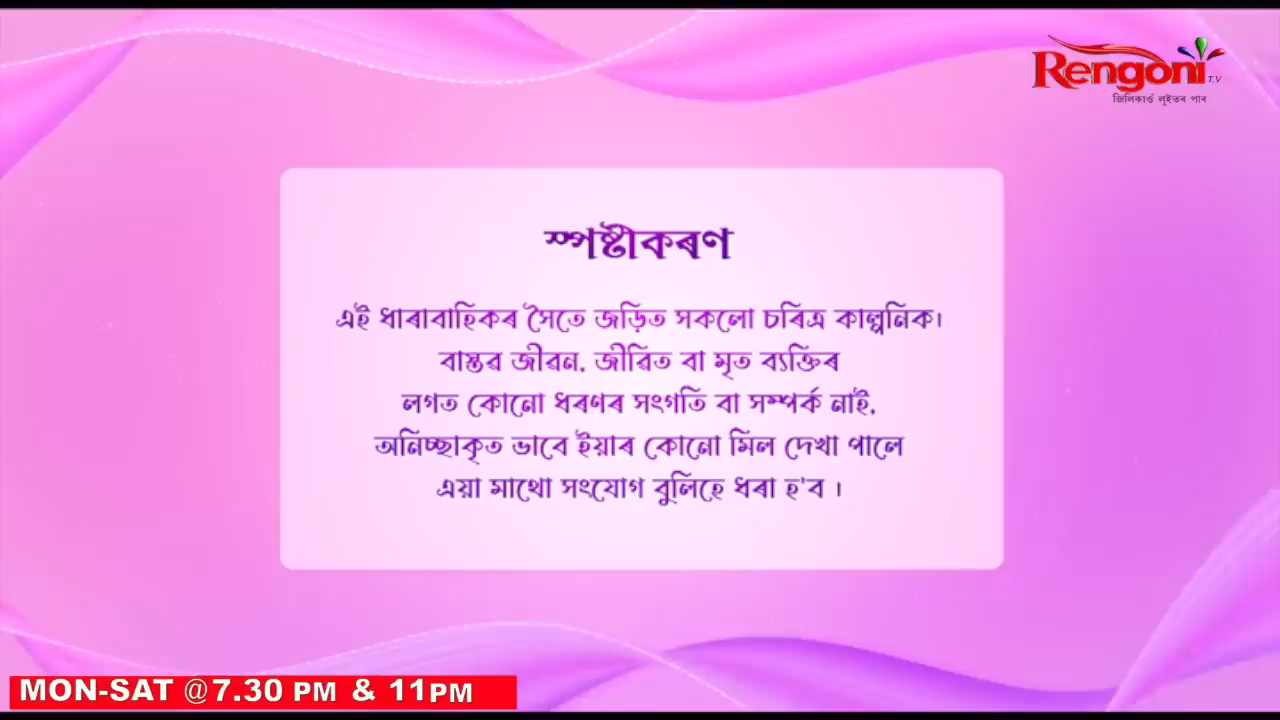 Rengoni T.V
জিলিকাওঁ লুইতৰ পাৰ
স্পষ্টীকৰণ
এই ধাৰাবাহিকৰ সৈতে জড়িত সকলো চৰিত্ৰ কাল্পনিক।
বাস্তৱ জীৱন, জীৱিত বা মৃত ব্যক্তিৰ
লগত কোনো ধৰণৰ সংগতি বা সম্পৰ্ক নাই,
অনিচ্ছাকৃত ভাবে ইয়াৰ কোনো মিল দেখা পালে
এয়া মাথো সংযোগ বুলিহে ধৰা হ'ব ।
MON-SAT @7.30 PM & 11PM